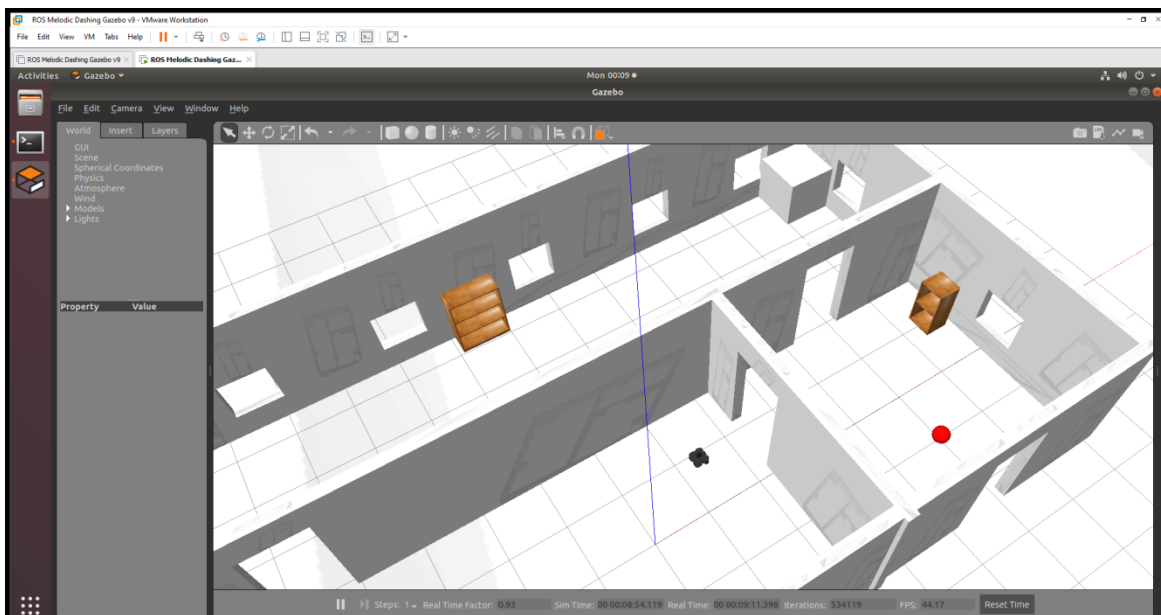 ROS Melodic Dashing Gazebo v9 - VMware Workstation
File Edit View VM Tabs Help
ROS Melodic Dashing Gazebo v9 ROS Melodic Dashing Gaz...
Activities Gazebo Mon 00:09
Gazebo
File Edit Camera View Window Help
World Insert Layers
GUI
Scene
Spherical Coordinates
Physics
Atmosphere
Wind
Models
Lights
Property Value
Steps: 1 Real Time Factor: 0.93 Sim Time: 00 00:08:54.119 Real Time: 00 00:09:11.398 Iterations: 534119 FPS: 44.17 Reset Time